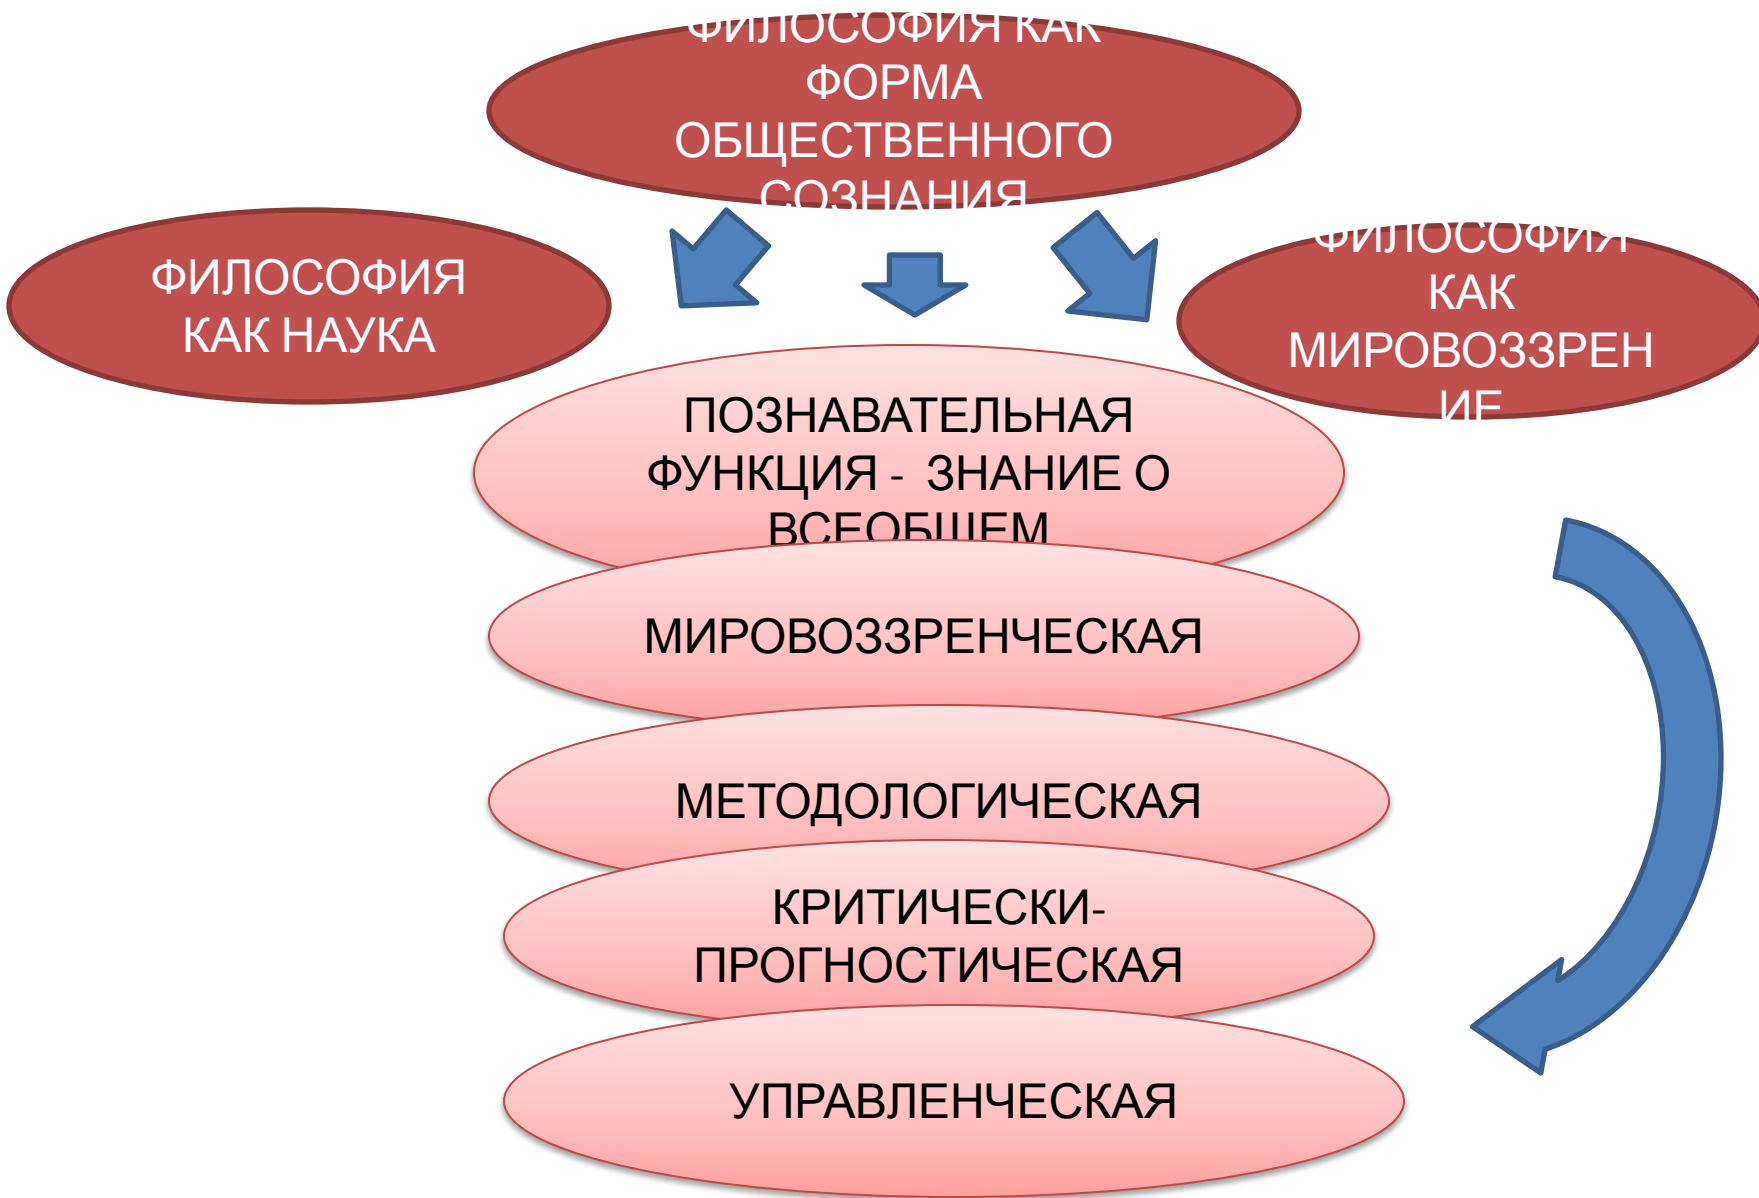 ФИЛОСОФИЯ КАК
ФОРМА
ОБЩЕСТВЕННОГО
СОЗНАНИЯ
ФИЛОСОФИЯ
КАК НАУКА
ФИЛОСОФИЯ
КАК
МИРОВОЗЗРЕН
ИЕ
ПОЗНАВАТЕЛЬНАЯ
ФУНКЦИЯ - ЗНАНИЕ О
ВСЕОБЩЕМ
МИРОВОЗЗРЕНЧЕСКАЯ
МЕТОДОЛОГИЧЕСКАЯ
КРИТИЧЕСКИ-
ПРОГНОСТИЧЕСКАЯ
УПРАВЛЕНЧЕСКАЯ